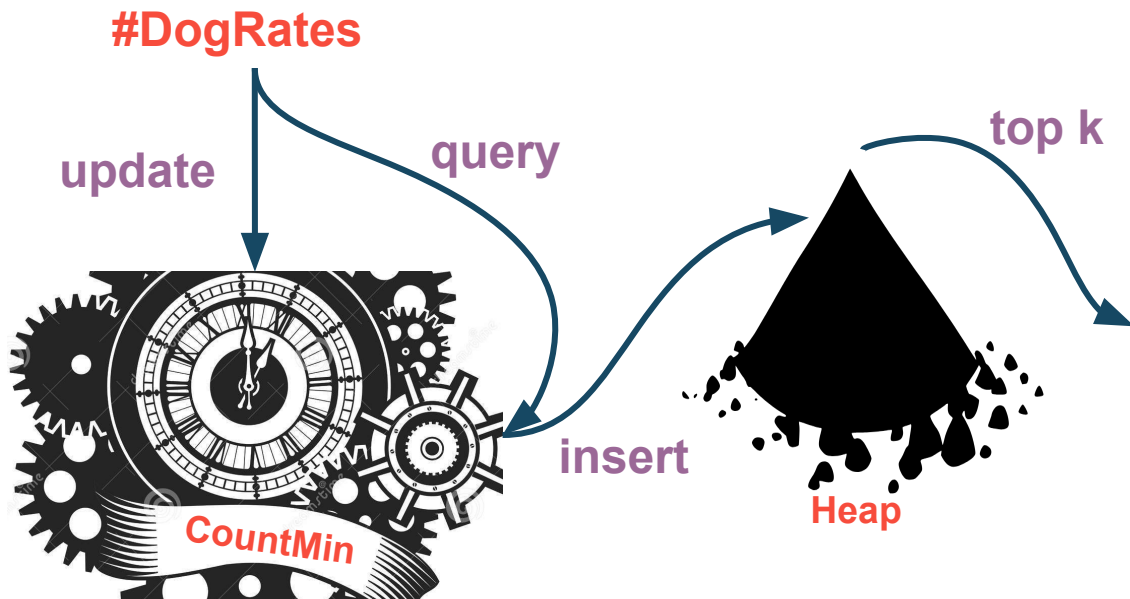 #DogRates
update
query
top k
insert
Heap
CountMin